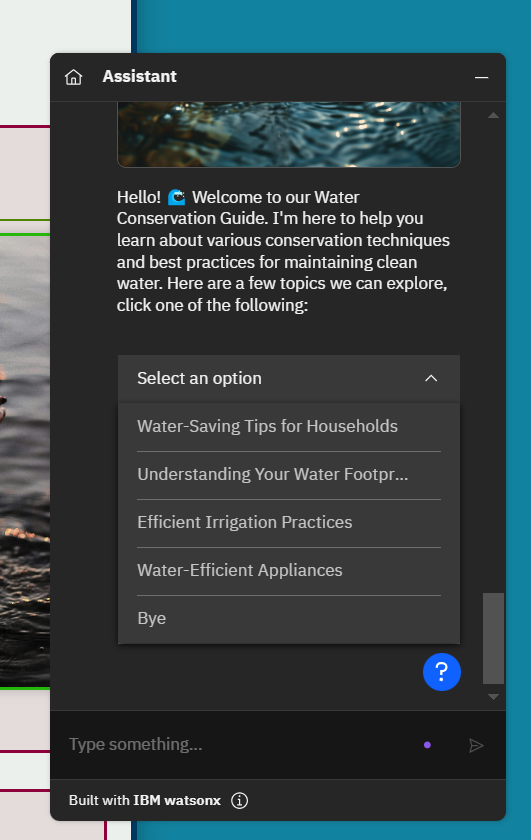 Assistant
Hello! 🌊 Welcome to our Water
Conservation Guide. I'm here to help you
learn about various conservation techniques
and best practices for maintaining clean
water. Here are a few topics we can explore,
click one of the following:
Select an option
Water-Saving Tips for Households
Understanding Your Water Footpr...
Efficient Irrigation Practices
Water-Efficient Appliances
Bye
?
Type something...
Built with IBM watsonx